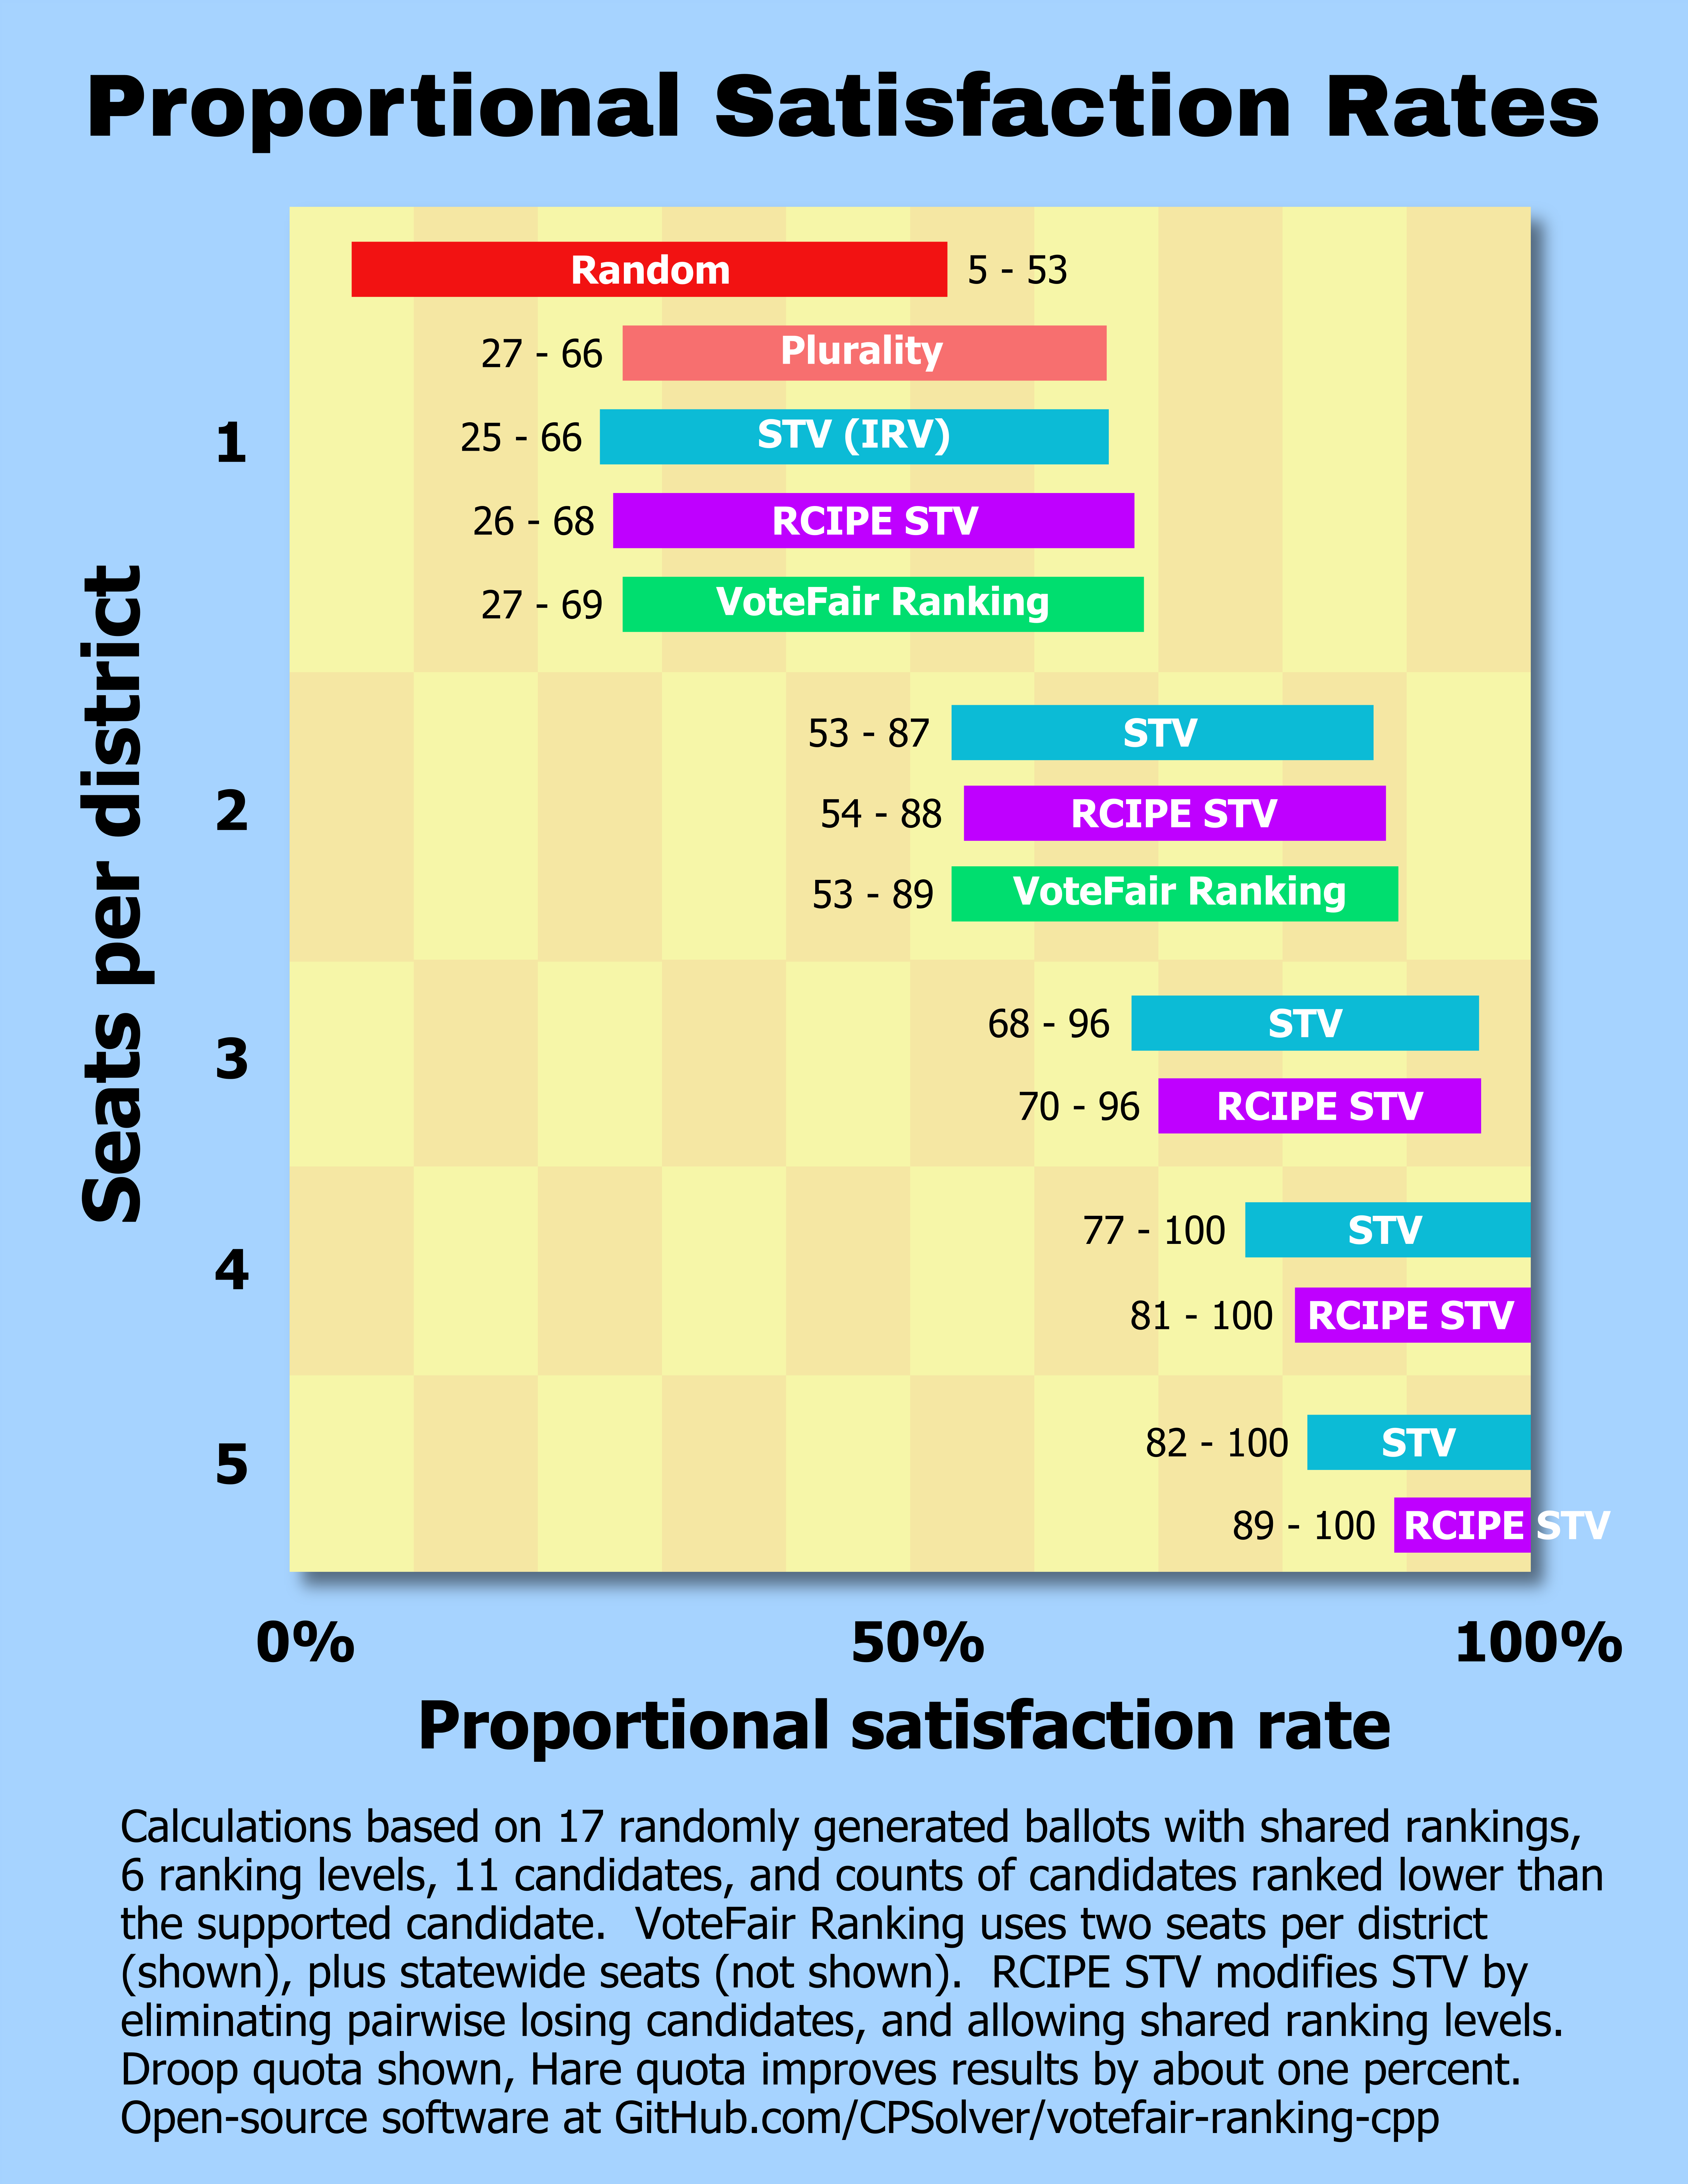 Proportional Satisfaction Rates
Seats per district
1
Random 5 - 53
27 - 66 Plurality
25 - 66 STV (IRV)
26 - 68 RCIPE STV
27 - 69 VoteFair Ranking
2
53 - 87 STV
54 - 88 RCIPE STV
53 - 89 VoteFair Ranking
3
68 - 96 STV
70 - 96 RCIPE STV
4
77 - 100 STV
81 - 100 RCIPE STV
5
82 - 100 STV
89 - 100 RCIPE STV
0% 50% 100%
Proportional satisfaction rate
Calculations based on 17 randomly generated ballots with shared rankings,
6 ranking levels, 11 candidates, and counts of candidates ranked lower than
the supported candidate.  VoteFair Ranking uses two seats per district
(shown), plus statewide seats (not shown).  RCIPE STV modifies STV by
eliminating pairwise losing candidates, and allowing shared ranking levels.
Droop quota shown, Hare quota improves results by about one percent.
Open-source software at GitHub.com/CPSolver/votefair-ranking-cpp